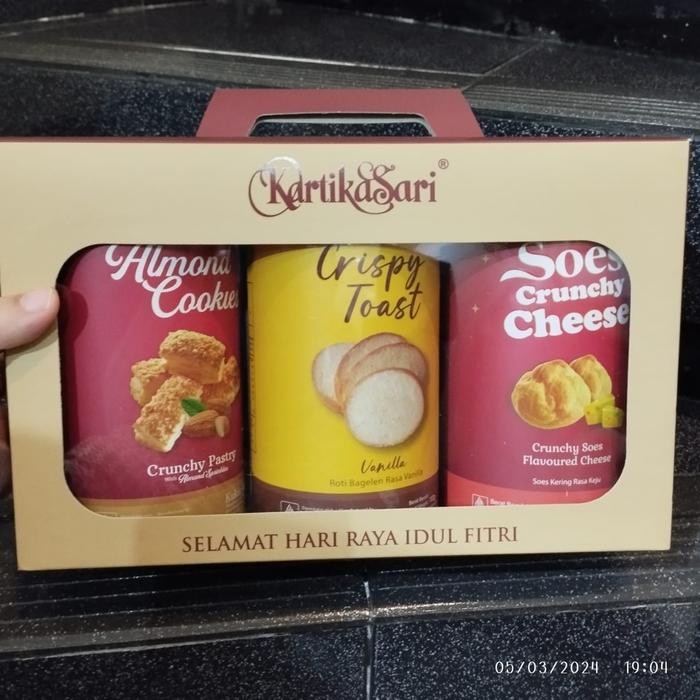 KartikaSari®
Almond
Cookies
Crunchy Pastry
With Almond Sprinkles
Crispy
Toast
Vanilla
Roti Bagelen Rasa Vanilla
Soes
Crunchy
Cheese
Crunchy Soes
Flavoured Cheese
Soes Kering Rasa Keju
SELAMAT HARI RAYA IDUL FITRI
05/03/2024 19:04